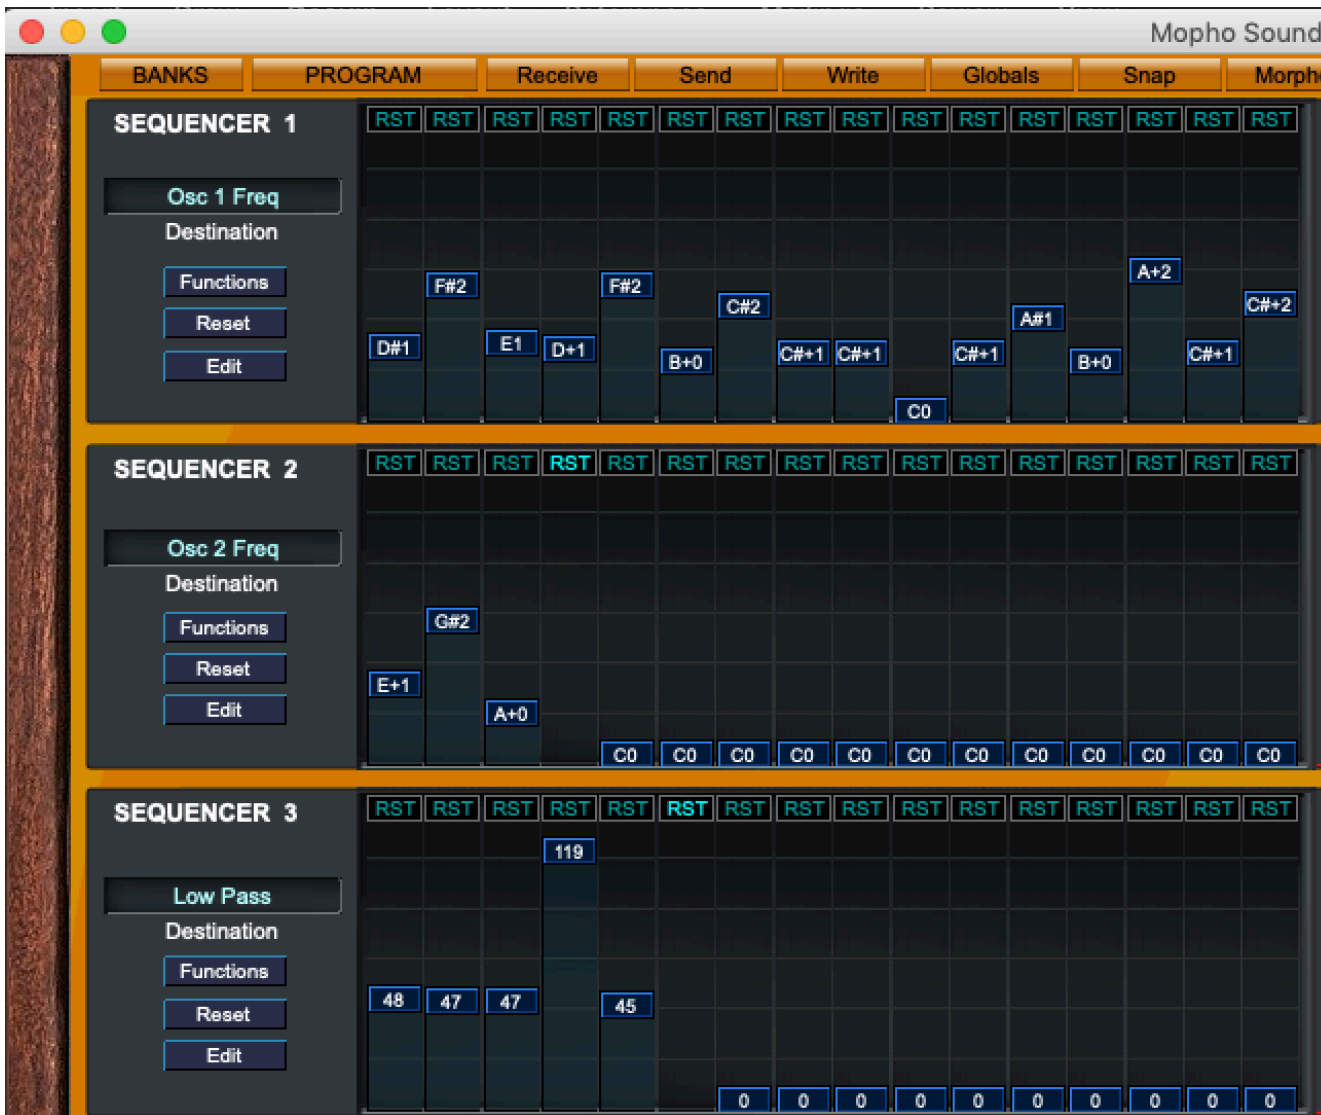 Mopho Sound
BANKS PROGRAM Receive Send Write Globals Snap Morph
SEQUENCER 1 RST RST RST RST RST RST RST RST RST RST RST RST RST RST RST RST
Osc 1 Freq
Destination
A+2
Functions F#2 F#2
C#2 C#+2
Reset A#1
D#1 E1 D+1 C#+1 C#+1 C#+1 C#+1
Edit B+0 B+0
C0
SEQUENCER 2 RST RST RST RST RST RST RST RST RST RST RST RST RST RST RST RST
Osc 2 Freq
Destination
Functions G#2
Reset
E+1
Edit A+0
C0 C0 C0 C0 C0 C0 C0 C0 C0 C0 C0 C0
SEQUENCER 3 RST RST RST RST RST RST RST RST RST RST RST RST RST RST RST RST
119
Low Pass
Destination
Functions
48 47 47 45
Reset
Edit
0 0 0 0 0 0 0 0 0 0